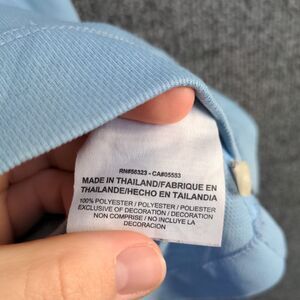 RN#56323 - CA#05553
MADE IN THAILAND/FABRIQUE EN
THAILANDE/HECHO EN TAILANDIA
100% POLYESTER / POLYESTER / POLIESTER
EXCLUSIVE OF DECORATION / DECORATION
NON COMPRISE / NO INCLUYE LA
DECORACION